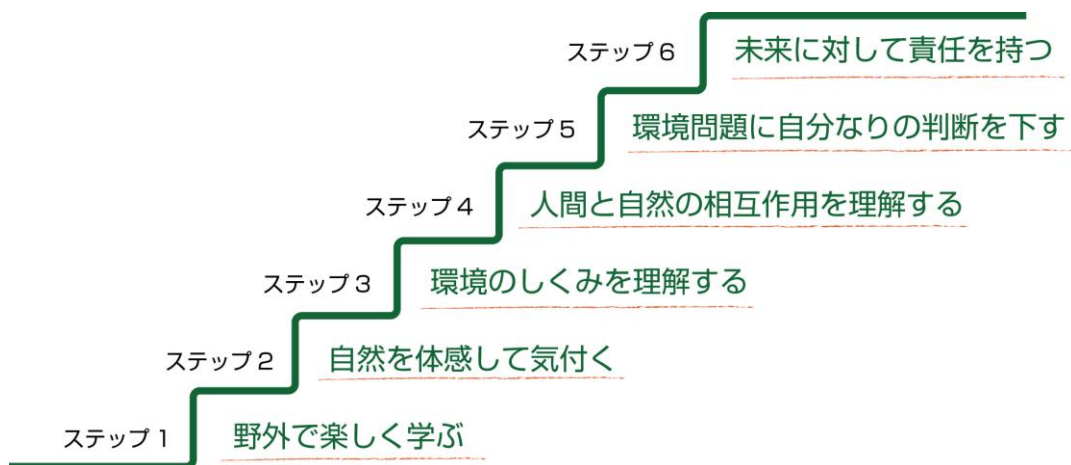 ステップ6 未来に対して責任を持つ
ステップ5 環境問題に自分なりの判断を下す
ステップ4 人間と自然の相互作用を理解する
ステップ3 環境のしくみを理解する
ステップ2 自然を体感して気付く
ステップ1 野外で楽しく学ぶ